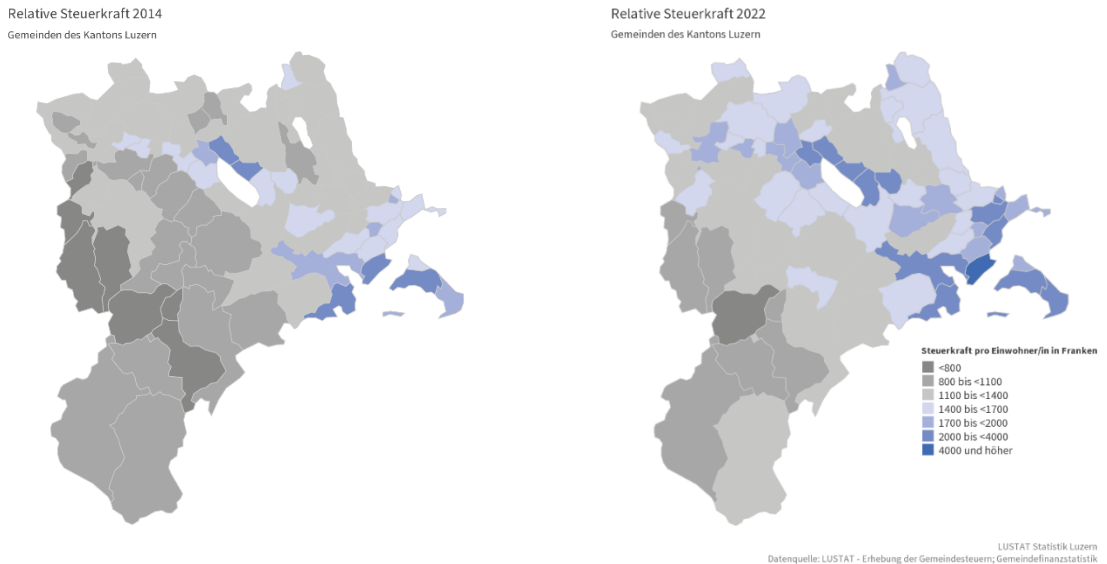 Relative Steuerkraft 2014
Gemeinden des Kantons Luzern
Relative Steuerkraft 2022
Gemeinden des Kantons Luzern
Steuerkraft pro Einwohner/in in Franken
<800
800 bis <1100
1100 bis <1400
1400 bis <1700
1700 bis <2000
2000 bis <4000
4000 und höher
LUSTAT Statistik Luzern
Datenquelle: LUSTAT - Erhebung der Gemeindesteuern; Gemeindefinanzstatistik